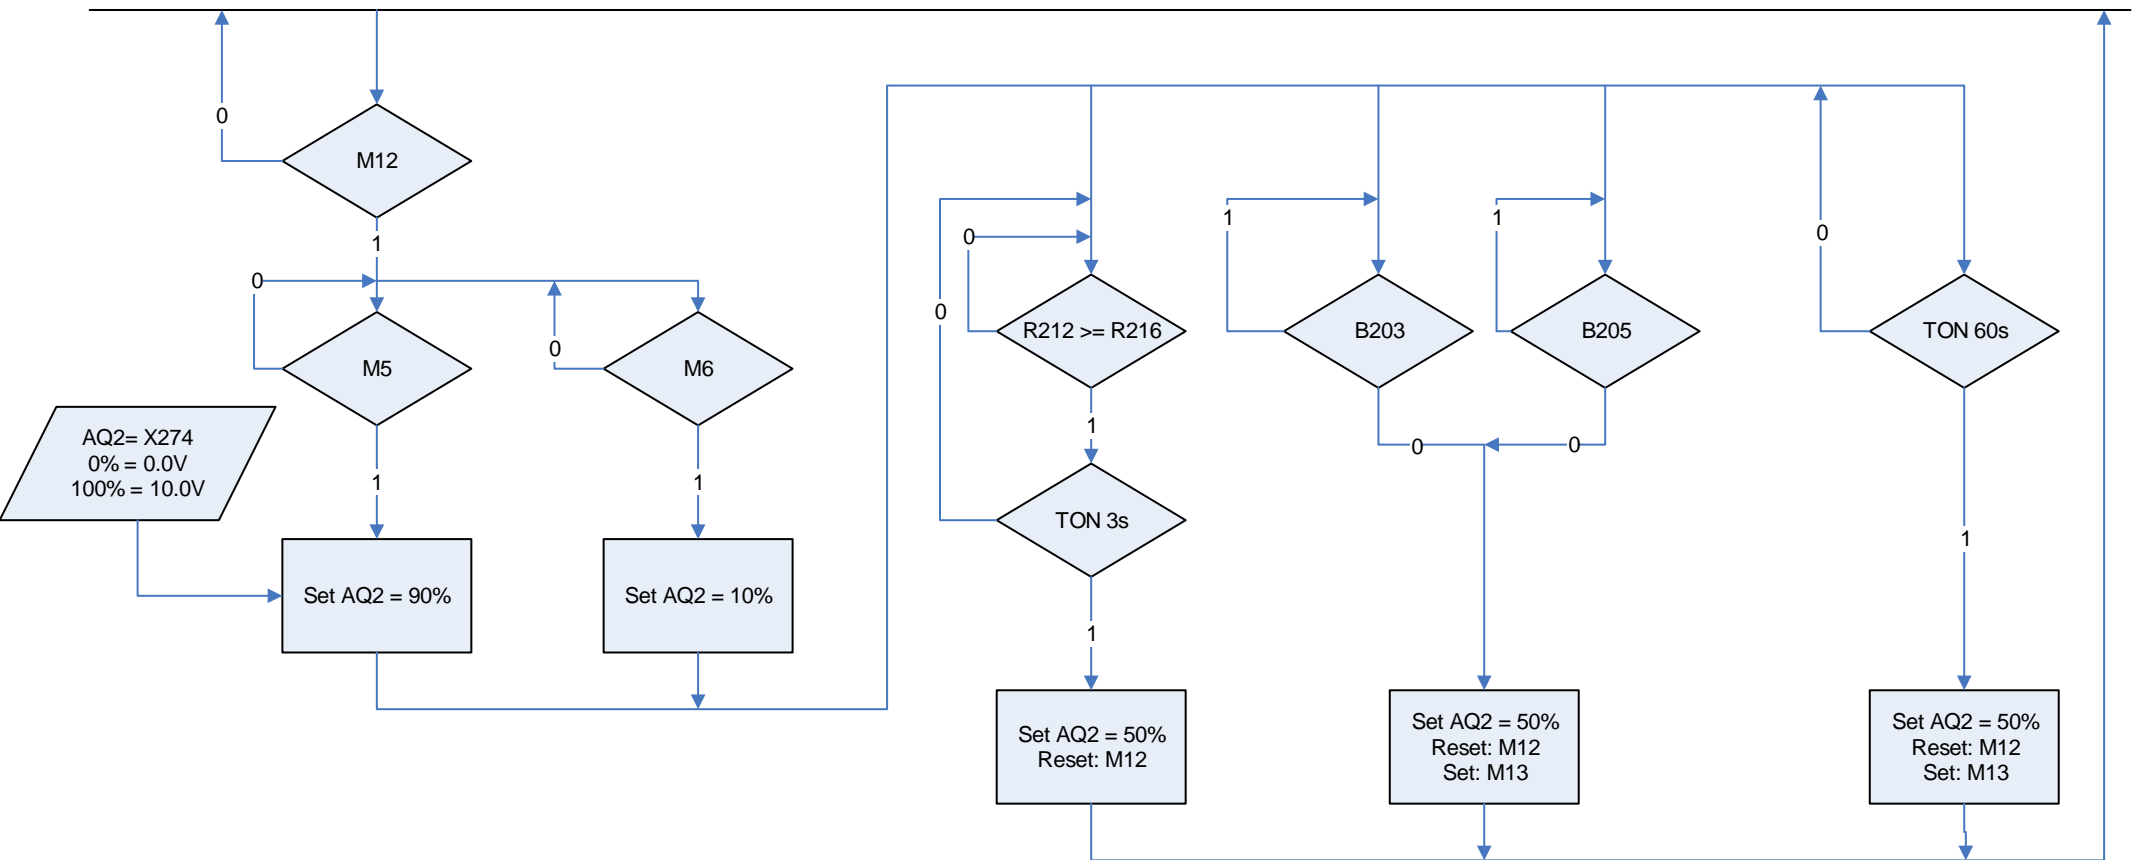 0
M12
1
0
M5
0
M6
AQ2= X274
0% = 0.0V
100% = 10.0V
1
1
Set AQ2 = 90%
Set AQ2 = 10%
0
0
R212 >= R216
1
TON 3s
1
Set AQ2 = 50%
Reset: M12
1
B203
1
B205
0
0
Set AQ2 = 50%
Reset: M12
Set: M13
0
TON 60s
1
Set AQ2 = 50%
Reset: M12
Set: M13